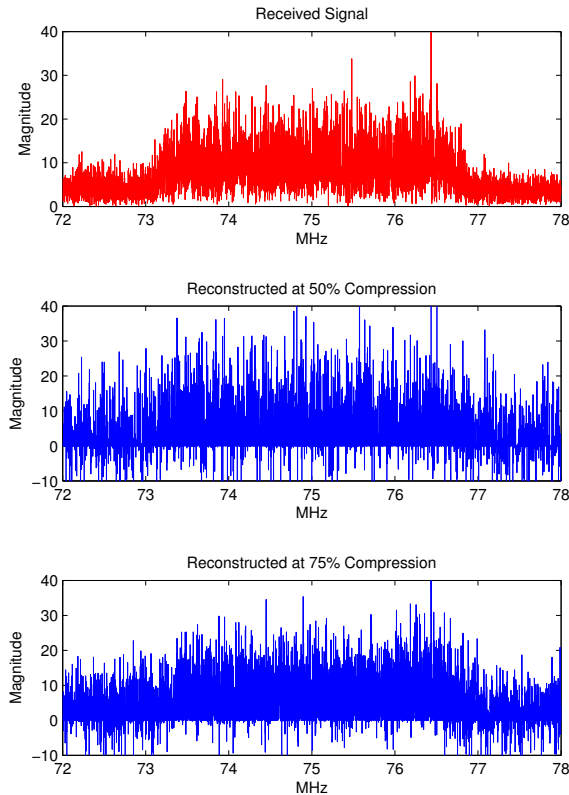 Received Signal
40
30
20
10
0
Magnitude
72 73 74 75 76 77 78
MHz
Reconstructed at 50% Compression
40
30
20
10
0
−10
Magnitude
72 73 74 75 76 77 78
MHz
Reconstructed at 75% Compression
40
30
20
10
0
−10
Magnitude
72 73 74 75 76 77 78
MHz